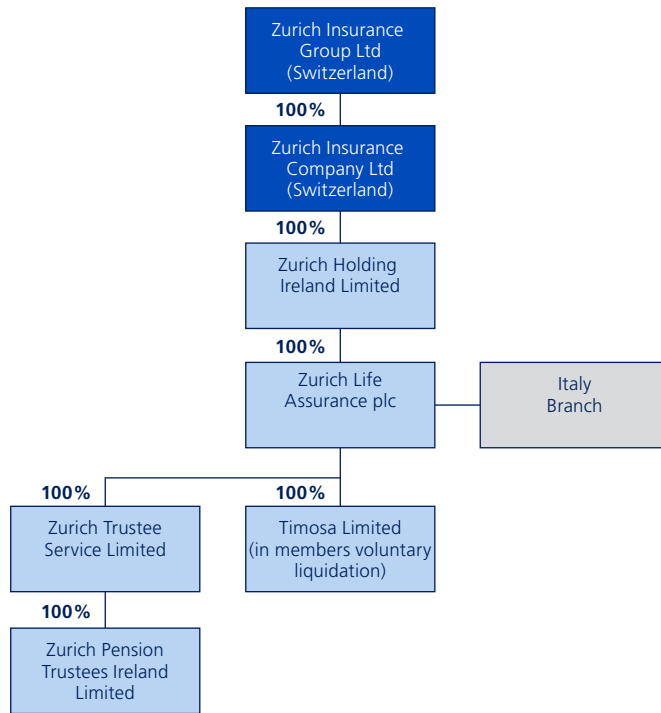 Zurich Insurance
Group Ltd
(Switzerland)
100%
Zurich Insurance
Company Ltd
(Switzerland)
100%
Zurich Holding
Ireland Limited
100%
Zurich Life
Assurance plc
Italy
Branch
100%
100%
Zurich Trustee
Service Limited
Timosa Limited
(in members voluntary
liquidation)
100%
Zurich Pension
Trustees Ireland
Limited